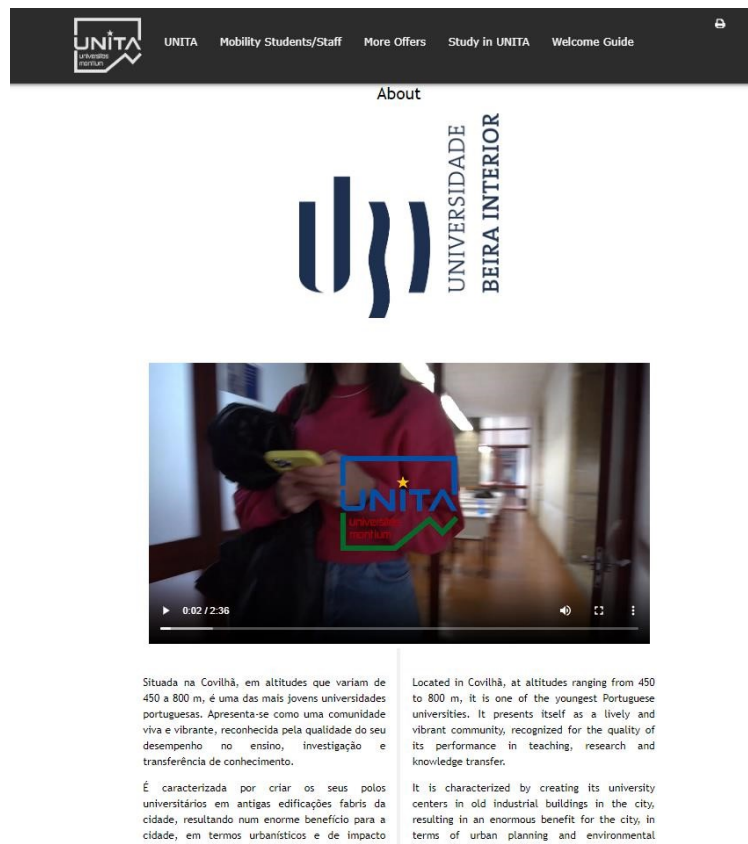 UNITA
universitas
montium
UNITA
Mobility Students/Staff
More Offers
Study in UNITA
Welcome Guide
About
ubi
UNIVERSIDADE
BEIRA INTERIOR
UNITA
universitas
montium
0:02 / 2:36
Situada na Covilhã, em altitudes que variam de
450 a 800 m, é uma das mais jovens universidades
portuguesas. Apresenta-se como uma comunidade
viva e vibrante, reconhecida pela qualidade do seu
desempenho no ensino, investigação e
transferência de conhecimento.
É caracterizada por criar os seus polos
universitários em antigas edificações fabris da
cidade, resultando num enorme benefício para a
cidade, em termos urbanísticos e de impacto
Located in Covilhã, at altitudes ranging from 450
to 800 m, it is one of the youngest Portuguese
universities. It presents itself as a lively and
vibrant community, recognized for the quality of
its performance in teaching, research and
knowledge transfer.
It is characterized by creating its university
centers in old industrial buildings in the city,
resulting in an enormous benefit for the city, in
terms of urban planning and environmental